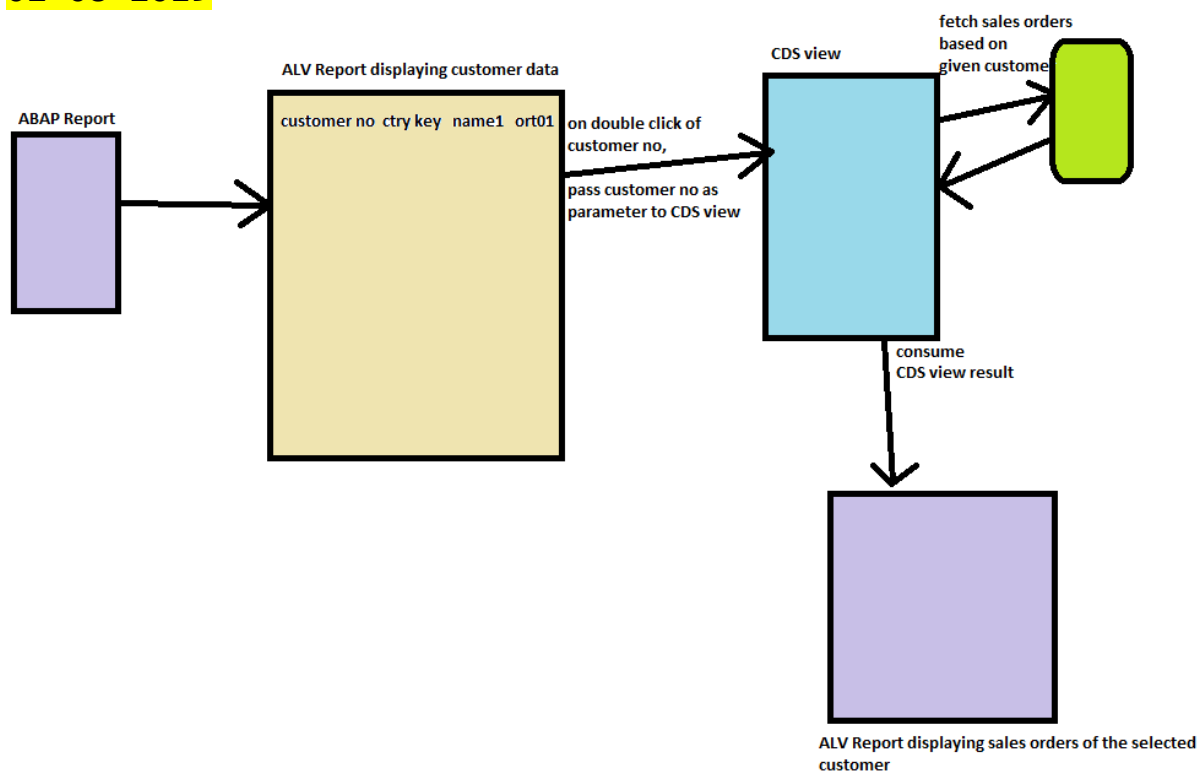 fetch sales orders
based on
given custome
CDS view
ALV Report displaying customer data
ABAP Report
customer no ctry key name1 ort01
on double click of
customer no,
pass customer no as
parameter to CDS view
consume
CDS view result
ALV Report displaying sales orders of the selected
customer